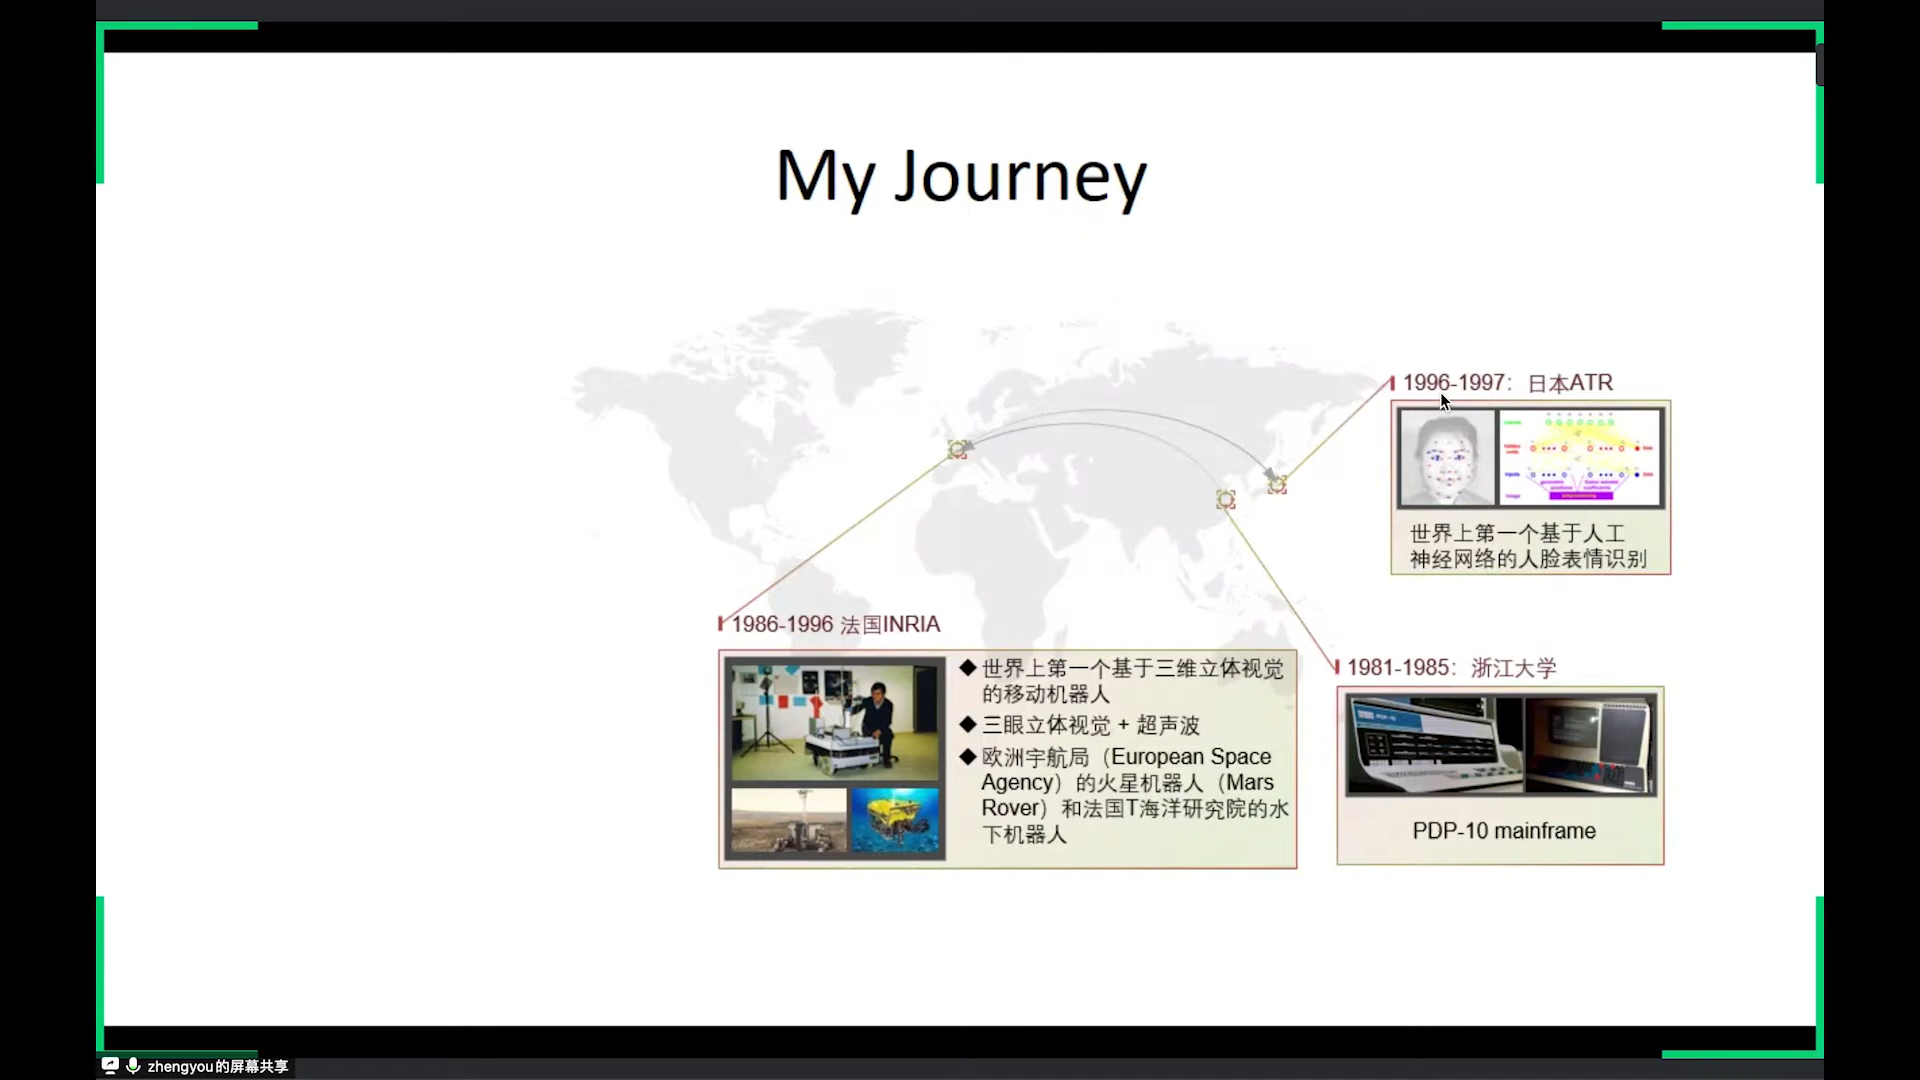 My Journey
1996-1997：日本ATR
世界上第一个基于人工
神经网络的人脸表情识别
1986-1996 法国INRIA
◆ 世界上第一个基于三维立体视觉
的移动机器人
◆ 三眼立体视觉 + 超声波
◆ 欧洲宇航局（European Space
Agency）的火星机器人（Mars
Rover）和法国T海洋研究院的水
下机器人
1981-1985：浙江大学
PDP-10 mainframe
zhengyou的屏幕共享